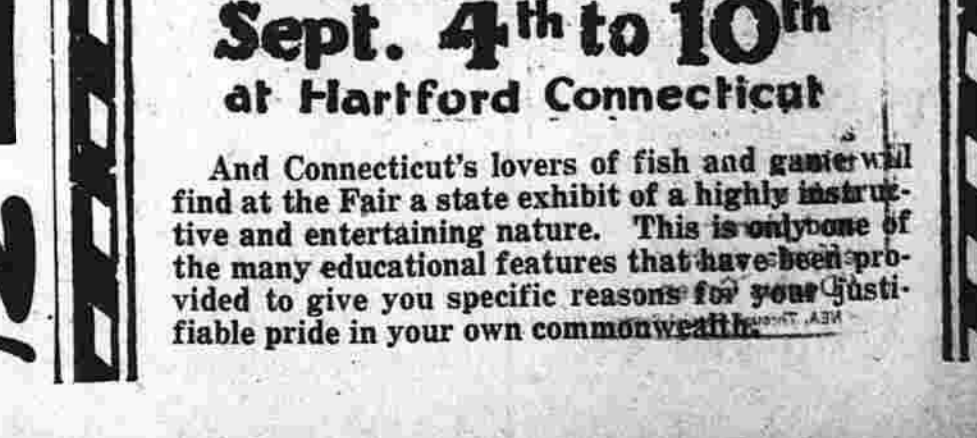 Sept. 4th to 10th
at Hartford Connecticut
And Connecticut's lovers of fish and game will
find at the Fair a state exhibit of a highly instruc-
tive and entertaining nature. This is only one of
the many educational features that have been pro-
vided to give you specific reasons for your justi-
fiable pride in your own commonwealth.